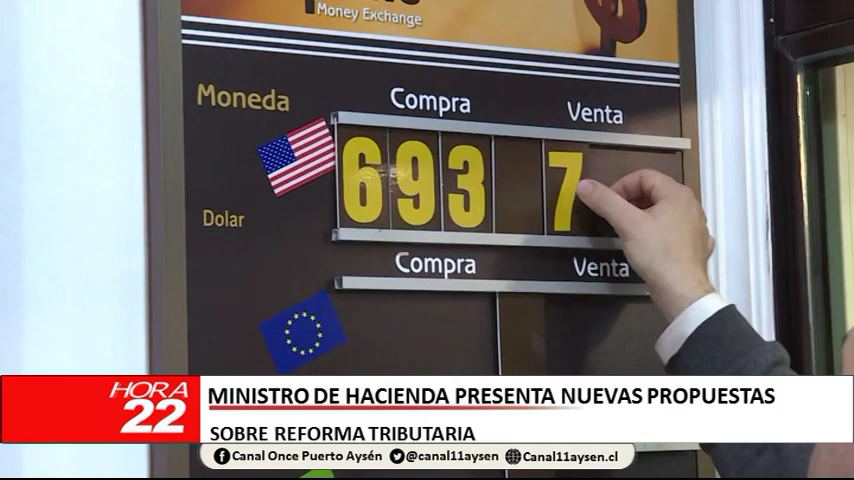 Money Exchange
Moneda
Compra
Venta
693
7
Dolar
Compra
Venta
HORA
22
MINISTRO DE HACIENDA PRESENTA NUEVAS PROPUESTAS
SOBRE REFORMA TRIBUTARIA
Canal Once Puerto Aysén
@canal11aysen
Canal11aysen.cl